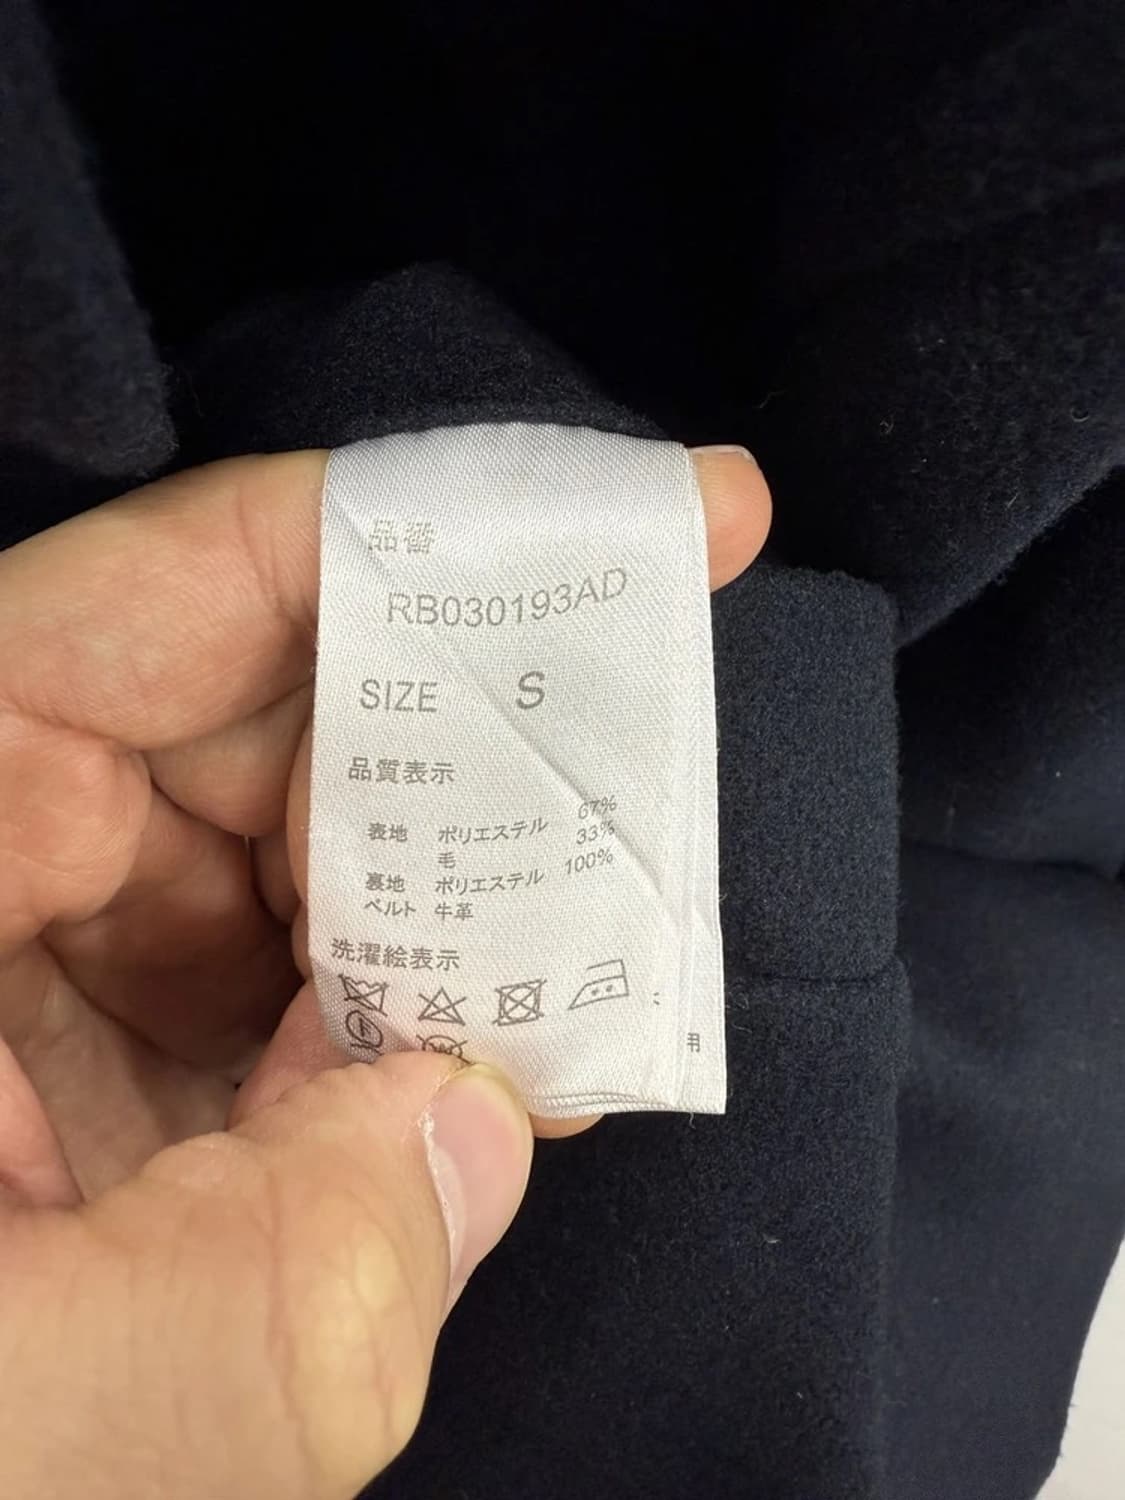 品番
RB030193AD
SIZE S
品質表示
表地 ポリエステル 67%
毛 33%
裏地 ポリエステル 100%
ベルト 牛革
洗濯絵表示
用